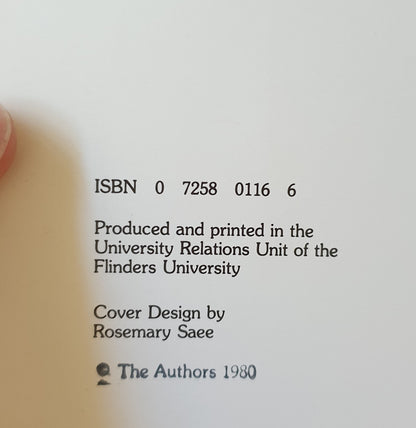 ISBN 0 7258 0116 6
Produced and printed in the
University Relations Unit of the
Flinders University
Cover Design by
Rosemary Saee
The Authors 1980